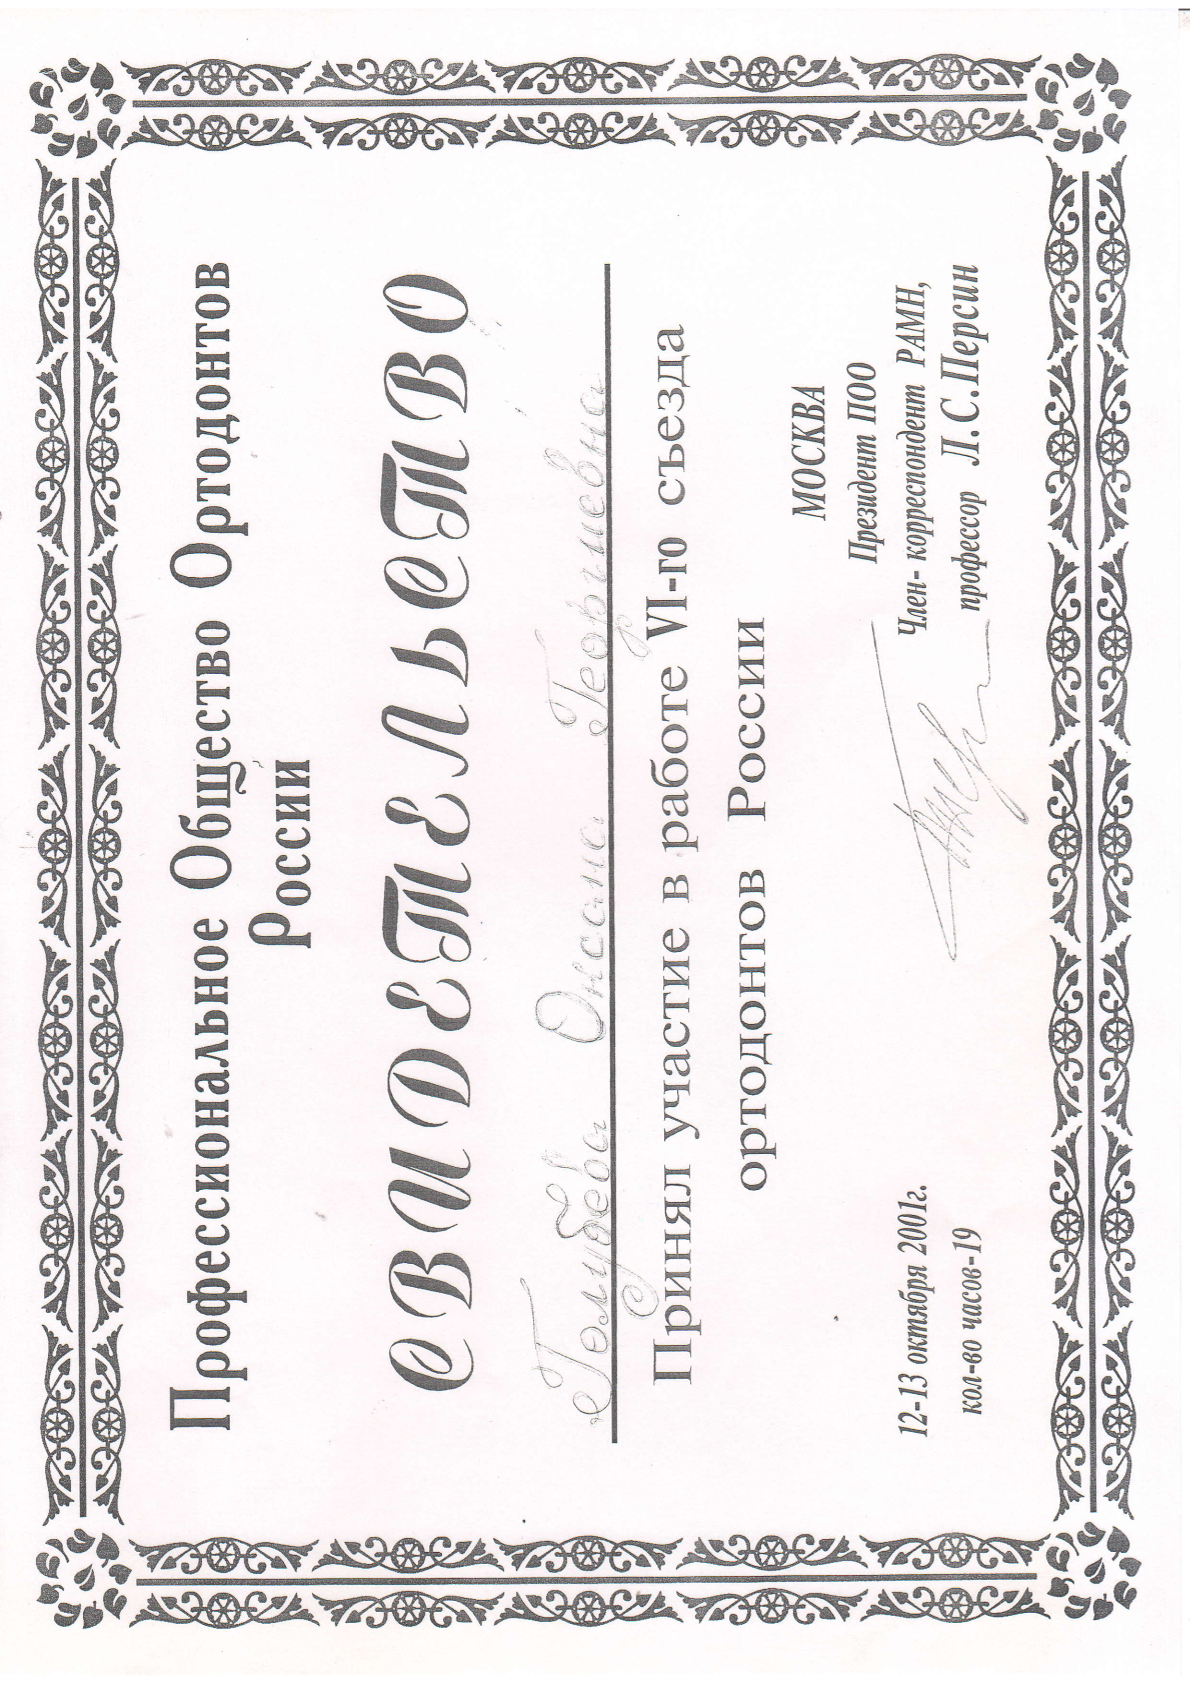 Профессиональное Общество Ортодонтов
России
СВИДЕТЕЛЬСТВО
Голубева Оксана Георгиевна
Принял участие в работе VI-го съезда
ортодонтов России
МОСКВА
Президент ПОО
12-13 октября 2001г.
Член- корреспондент РАМН,
кол-во часов-19
профессор Л.С.Персин